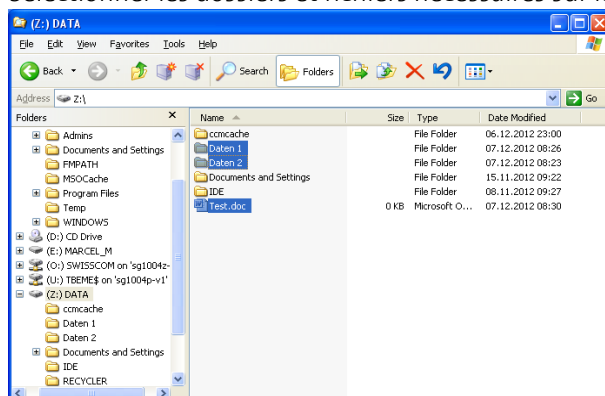 (Z:) DATA
File Edit View Favorites Tools Help
Back Search Folders
Address Z:\ Go
Folders x Name Size Type Date Modified
Admins
Documents and Settings
FMPATH
MSOCache
Program Files
Temp
WINDOWS
(D:) CD Drive
(E:) MARCEL_M
(O:) SWISSCOM on 'sg1004z-
(U:) TBEME$ on 'sg1004p-v1'
(Z:) DATA
ccmcache
Daten 1
Daten 2
Documents and Settings
IDE
RECYCLER
ccmcache File Folder 06.12.2012 23:00
Daten 1 File Folder 07.12.2012 08:26
Daten 2 File Folder 07.12.2012 08:23
Documents and Settings File Folder 15.11.2012 09:22
IDE File Folder 08.11.2012 09:27
Test.doc 0 KB Microsoft O... 07.12.2012 08:30